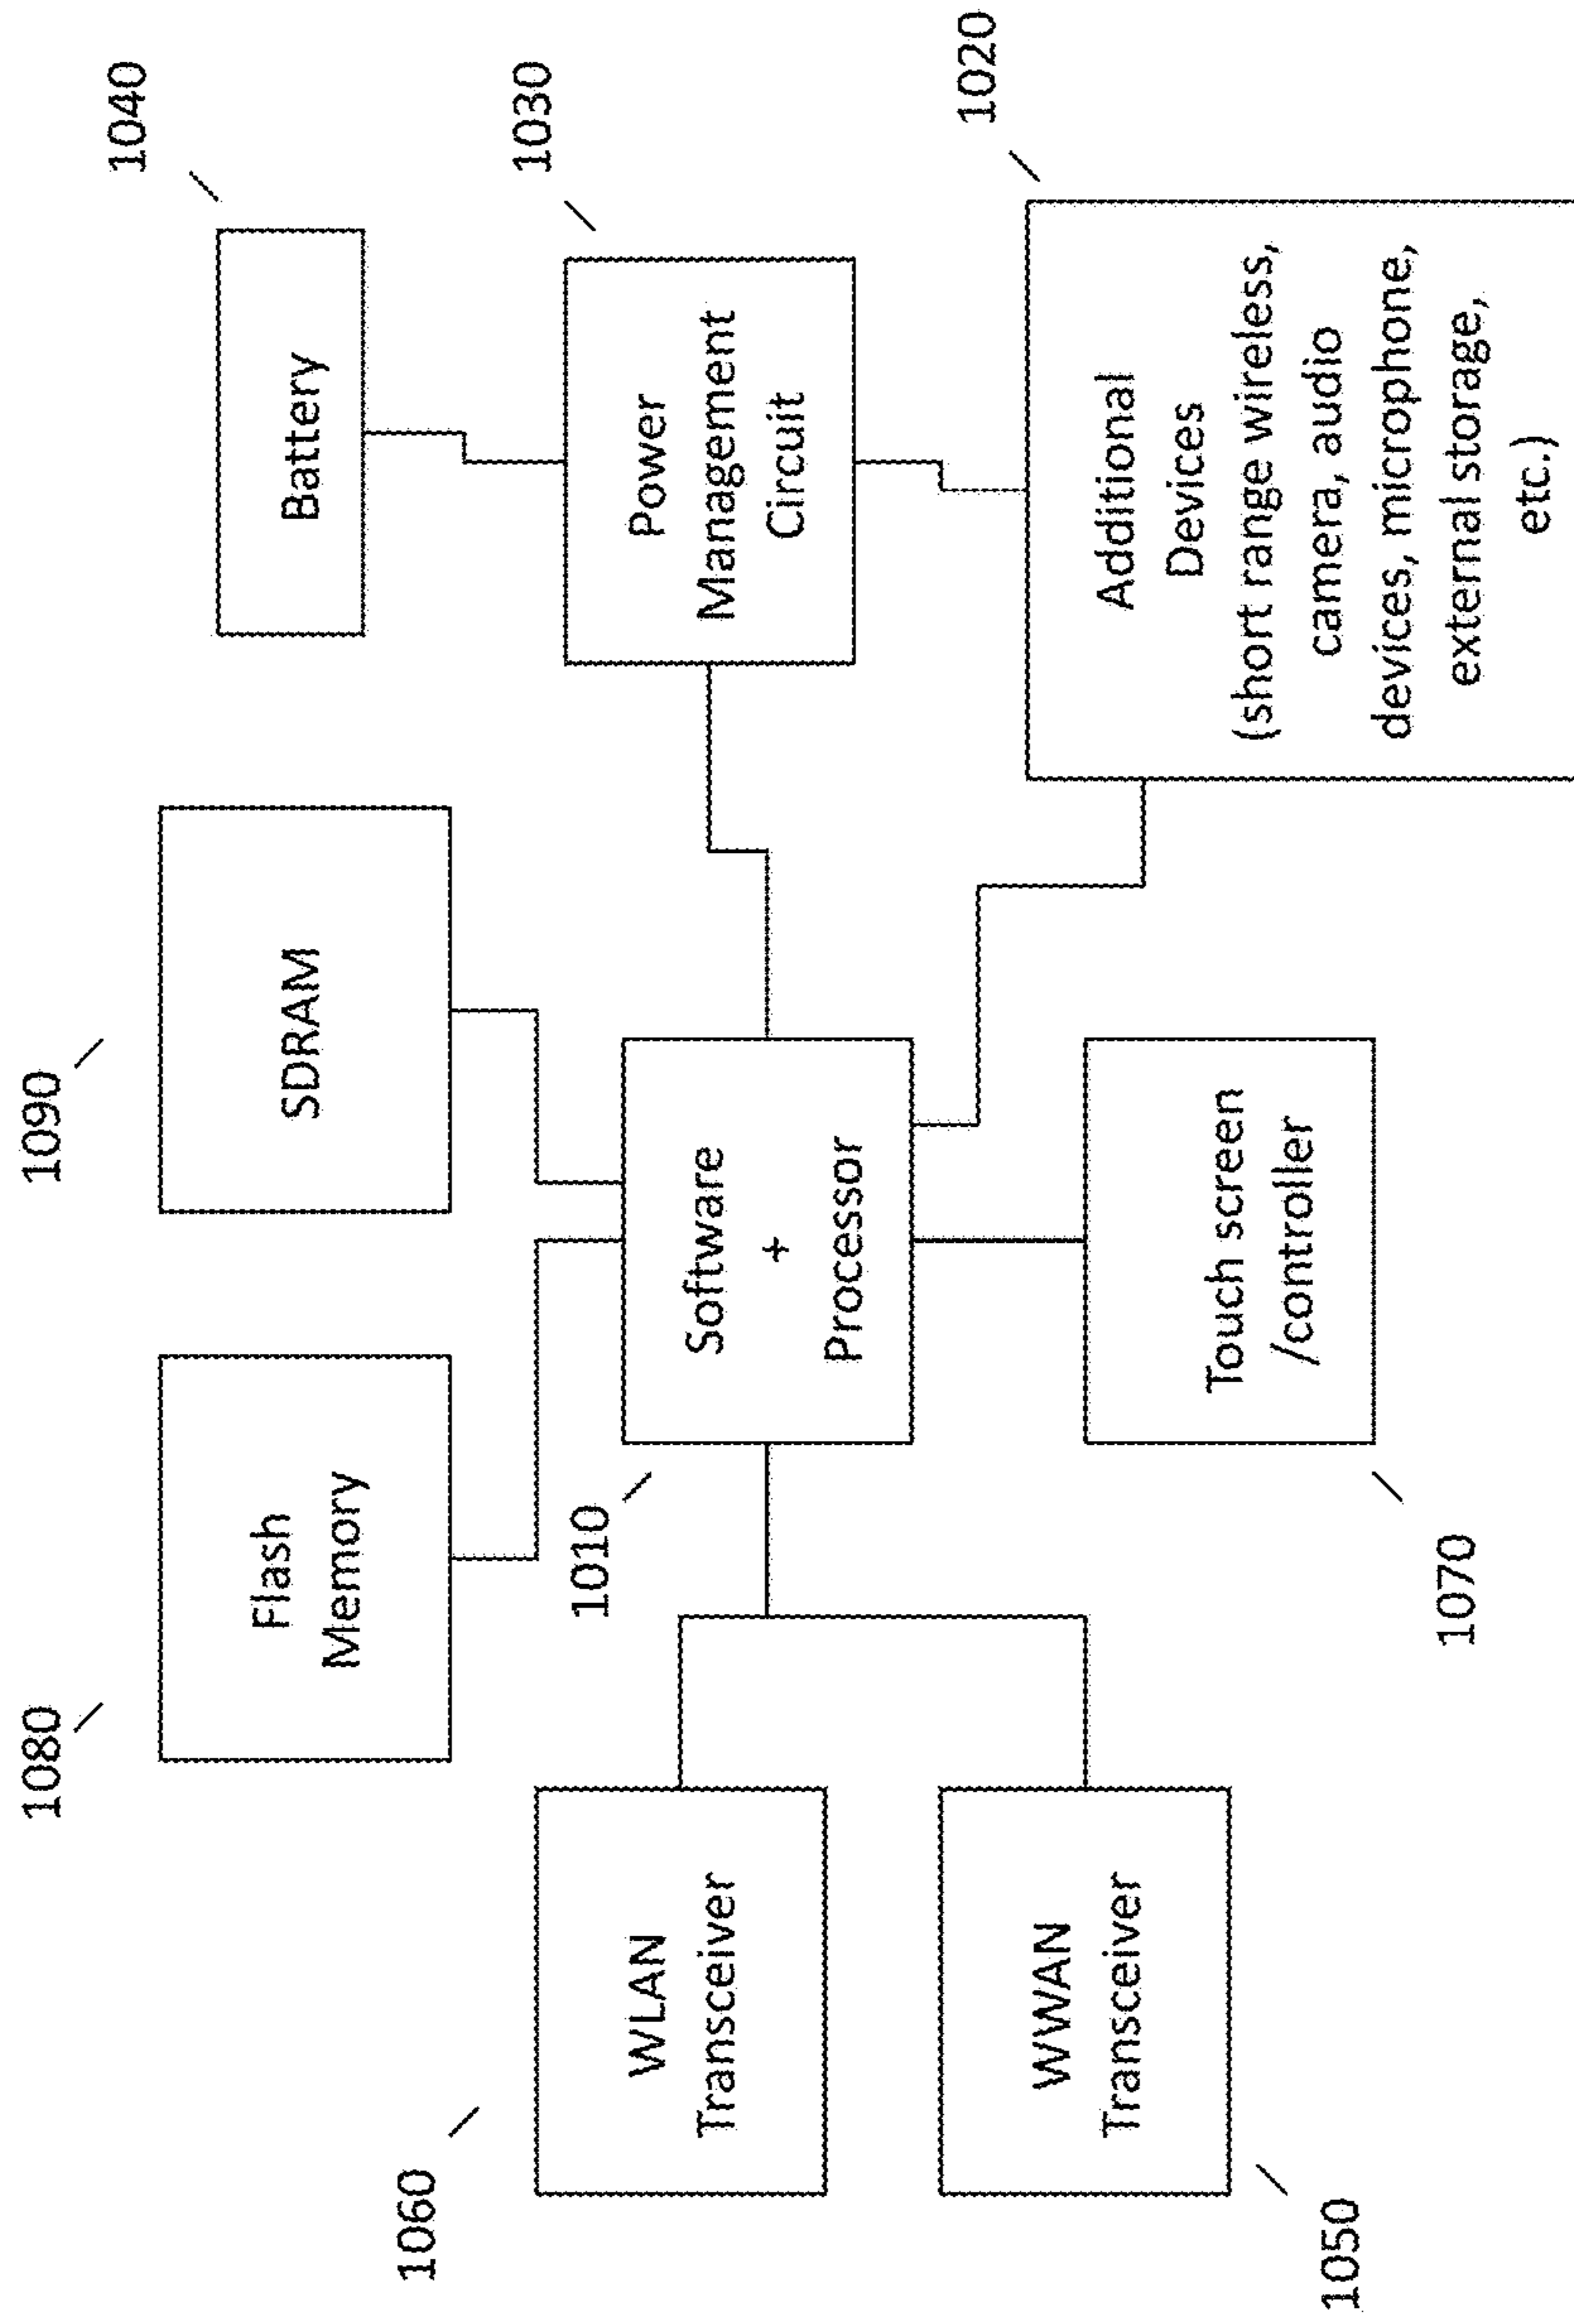 1080
1090
1040
Flash
Memory
SDRAM
Battery
1060
1010
1030
WLAN
Transceiver
Software
+
Processor
Power
Management
Circuit
1020
WWAN
Transceiver
1050
Touch screen
/controller
1070
Additional
Devices
(short range wireless,
camera, audio
devices, microphone,
external storage,
etc.)